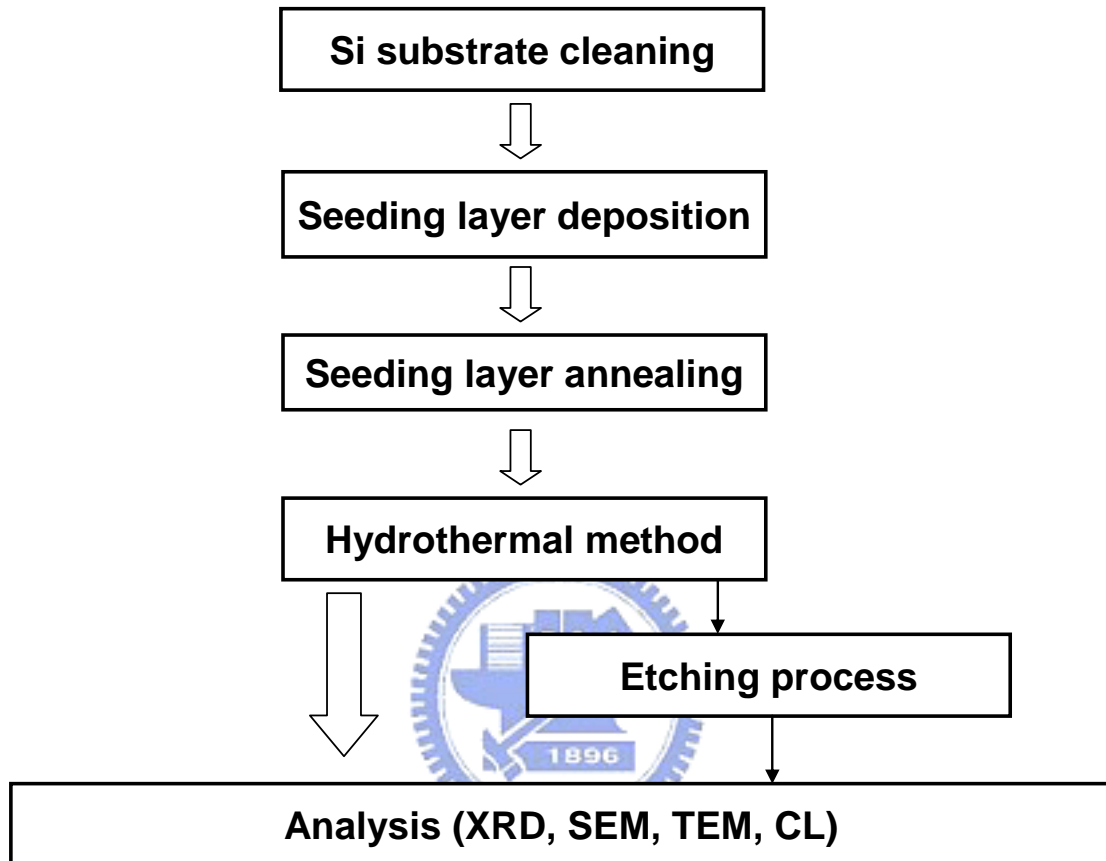 Si substrate cleaning
Seeding layer deposition
Seeding layer annealing
Hydrothermal method
Etching process
1896
Analysis (XRD, SEM, TEM, CL)